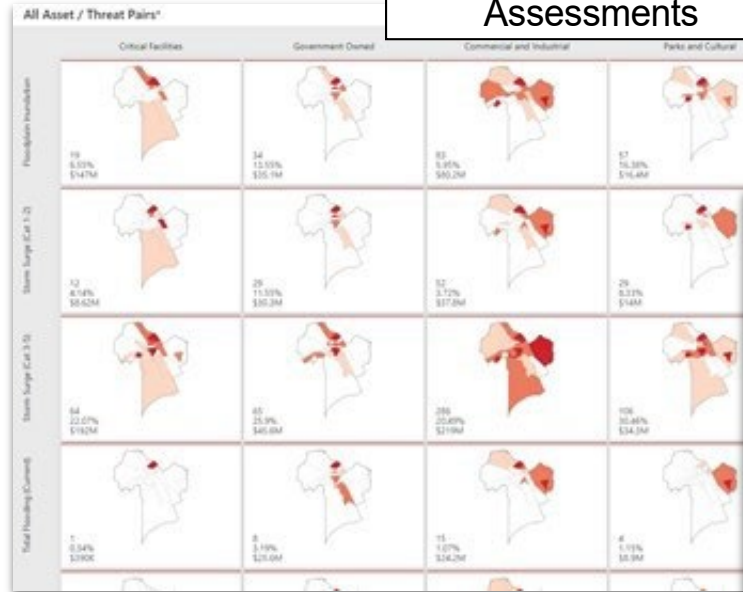 Assessments
All Asset / Threat Pairs*
Critical Facilities
Government Owned
Commercial and Industrial
Parks and Cultural
Floodplain Inundation
19
6.55%
$147M
34
13.55%
$35.1M
83
5.95%
$80.2M
57
16.38%
$16.4M
Storm Surge (Cat 1-2)
12
4.14%
$8.62M
29
11.55%
$30.3M
52
3.72%
$37.8M
29
8.33%
$14M
Storm Surge (Cat 3-5)
64
22.07%
$192M
65
25.9%
$45.6M
286
20.49%
$219M
106
30.46%
$34.3M
Total Flooding (Current)
1
0.34%
$390K
8
3.19%
15
1.07%
$24.2M
4
1.15%
$8.9M